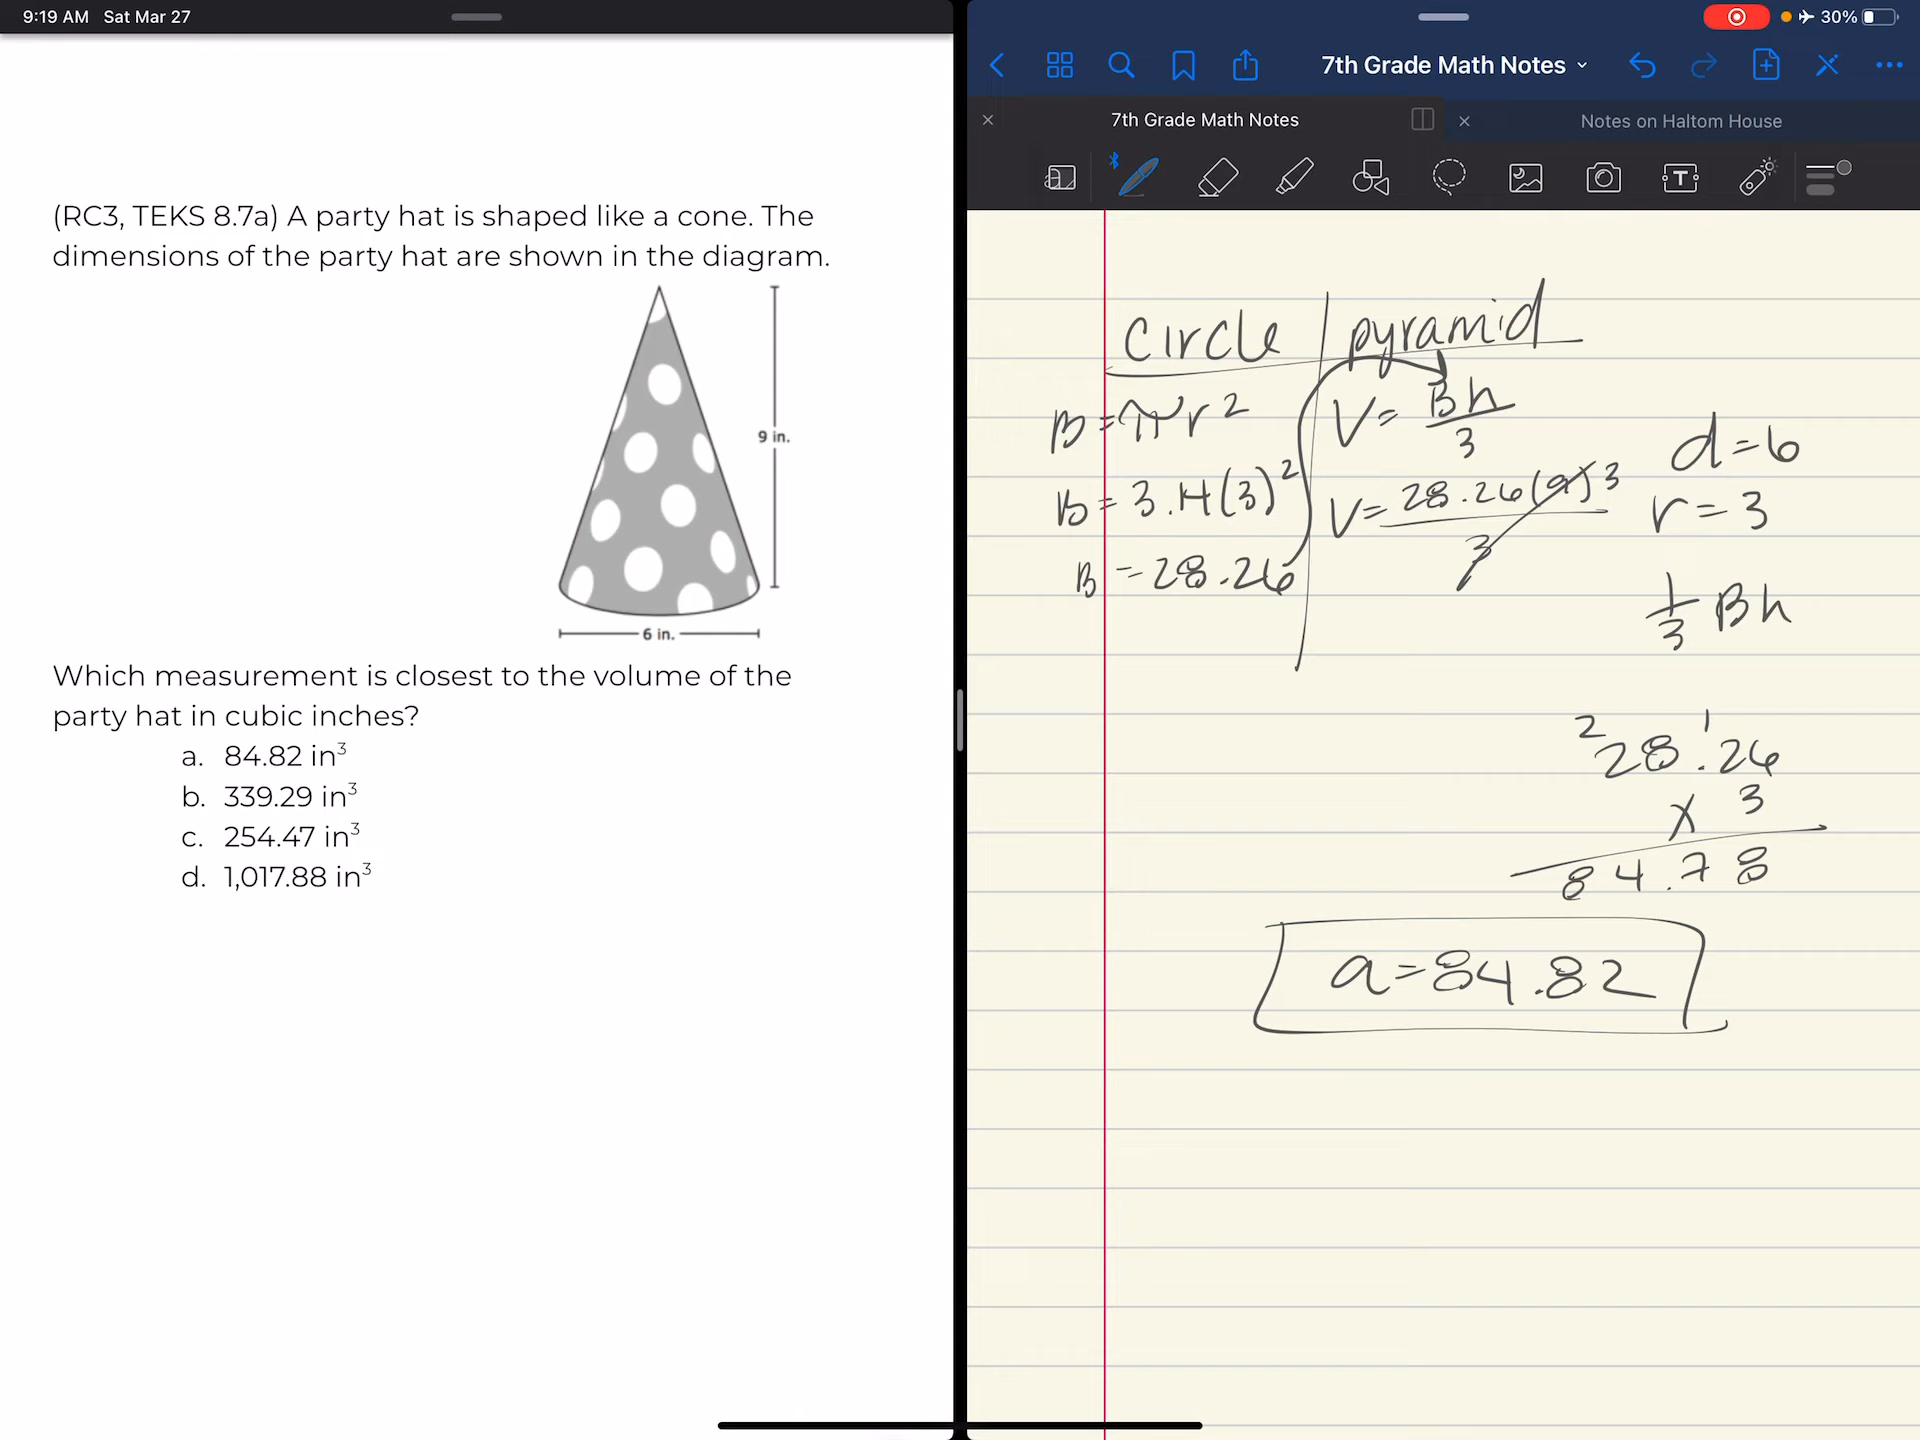 9:19 AM Sat Mar 27
(RC3, TEKS 8.7a) A party hat is shaped like a cone. The
dimensions of the party hat are shown in the diagram.
9 in.
6 in.
Which measurement is closest to the volume of the
party hat in cubic inches?
a. 84.82 in³
b. 339.29 in³
c. 254.47 in³
d. 1,017.88 in³
30%
7th Grade Math Notes
7th Grade Math Notes
Notes on Haltom House
circle | pyramid
B = πr²
B = 3.14(3)²
B = 28.26
V = Bh/3
V = 28.26(9) 3/3
d = 6
r = 3
1/3 Bh
2 1
28.26
x 3
84.78
a = 84.82